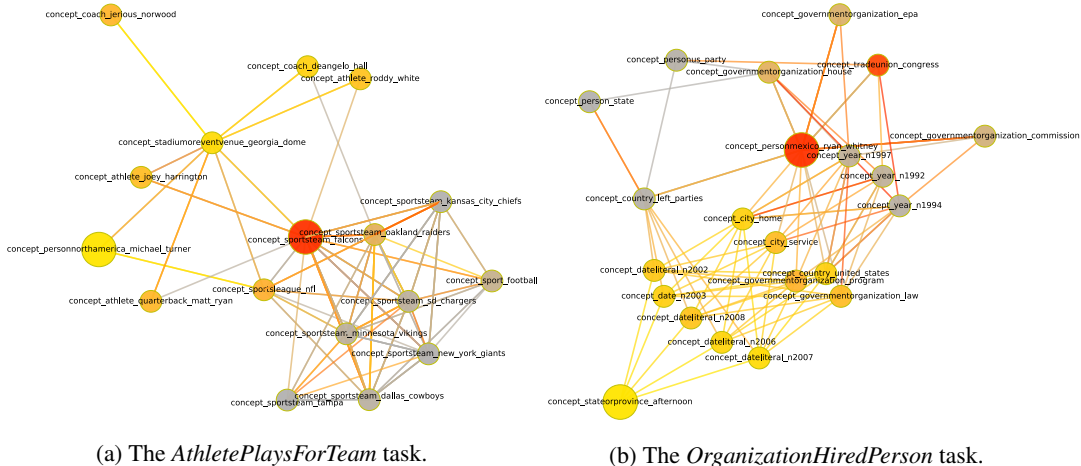 concept_coach_jerious_norwood
concept_coach_deangelo_hall
concept_athlete_roddy_white
concept_stadiumoreventvenue_georgia_dome
concept_athlete_joey_harrington
concept_sportsteam_kansas_city_chiefs
concept_sportsteam_oakland_raiders
concept_sportsteam_falcons
concept_personnorthamerica_michael_turner
concept_sport_football
concept_sportsleague_nfl
concept_athlete_quarterback_matt_ryan
concept_sportsteam_sd_chargers
concept_sportsteam_minnesota_vikings
concept_sportsteam_new_york_giants
concept_sportsteam_tampa
concept_sportsteam_dallas_cowboys
(a) The AthletePlaysForTeam task.
concept_governmentorganization_epa
concept_personus_party
concept_tradeunion_congress
concept_governmentorganization_house
concept_person_state
concept_governmentorganization_commission
concept_personmexico_ryan_whitney
concept_year_n1997
concept_year_n1992
concept_country_left_parties
concept_year_n1994
concept_city_home
concept_city_service
concept_dateliteral_n2002
concept_country_united_states
concept_governmentorganization_program
concept_date_n2003
concept_governmentorganization_law
concept_dateliteral_n2008
concept_dateliteral_n2006
concept_dateliteral_n2007
concept_stateorprovince_afternoon
(b) The OrganizationHiredPerson task.